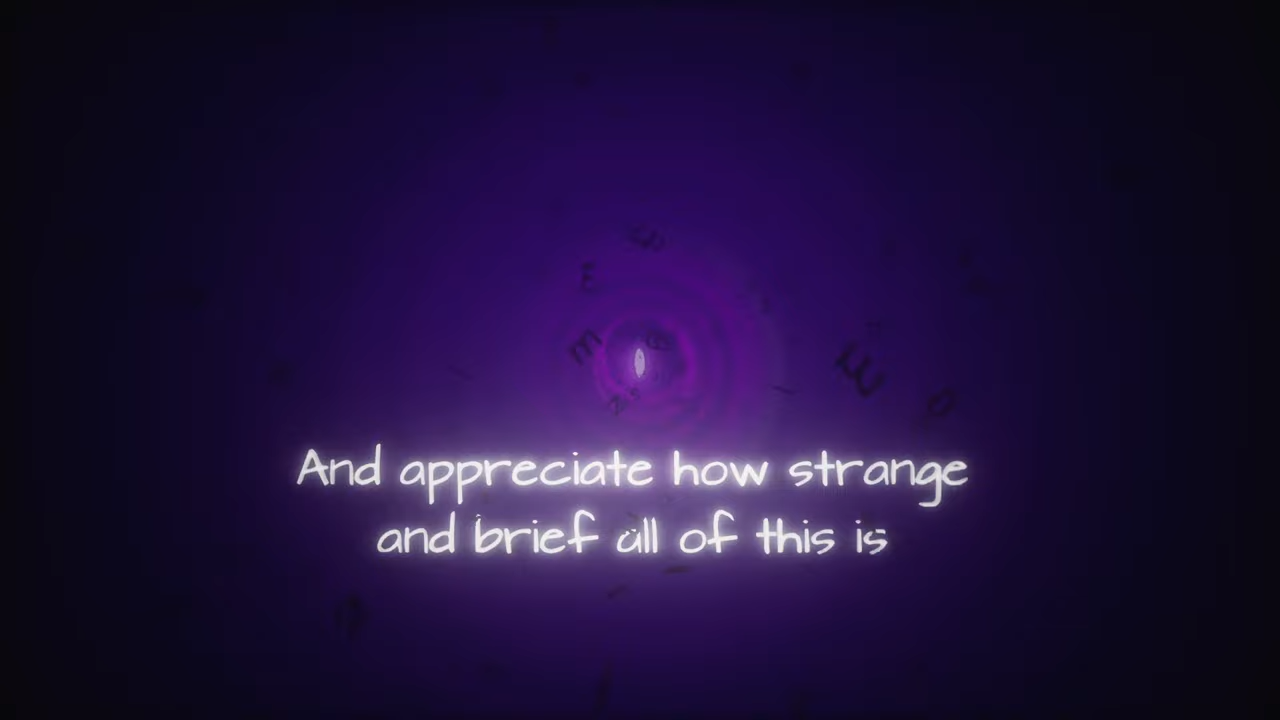 And appreciate how strange
and brief all of this is